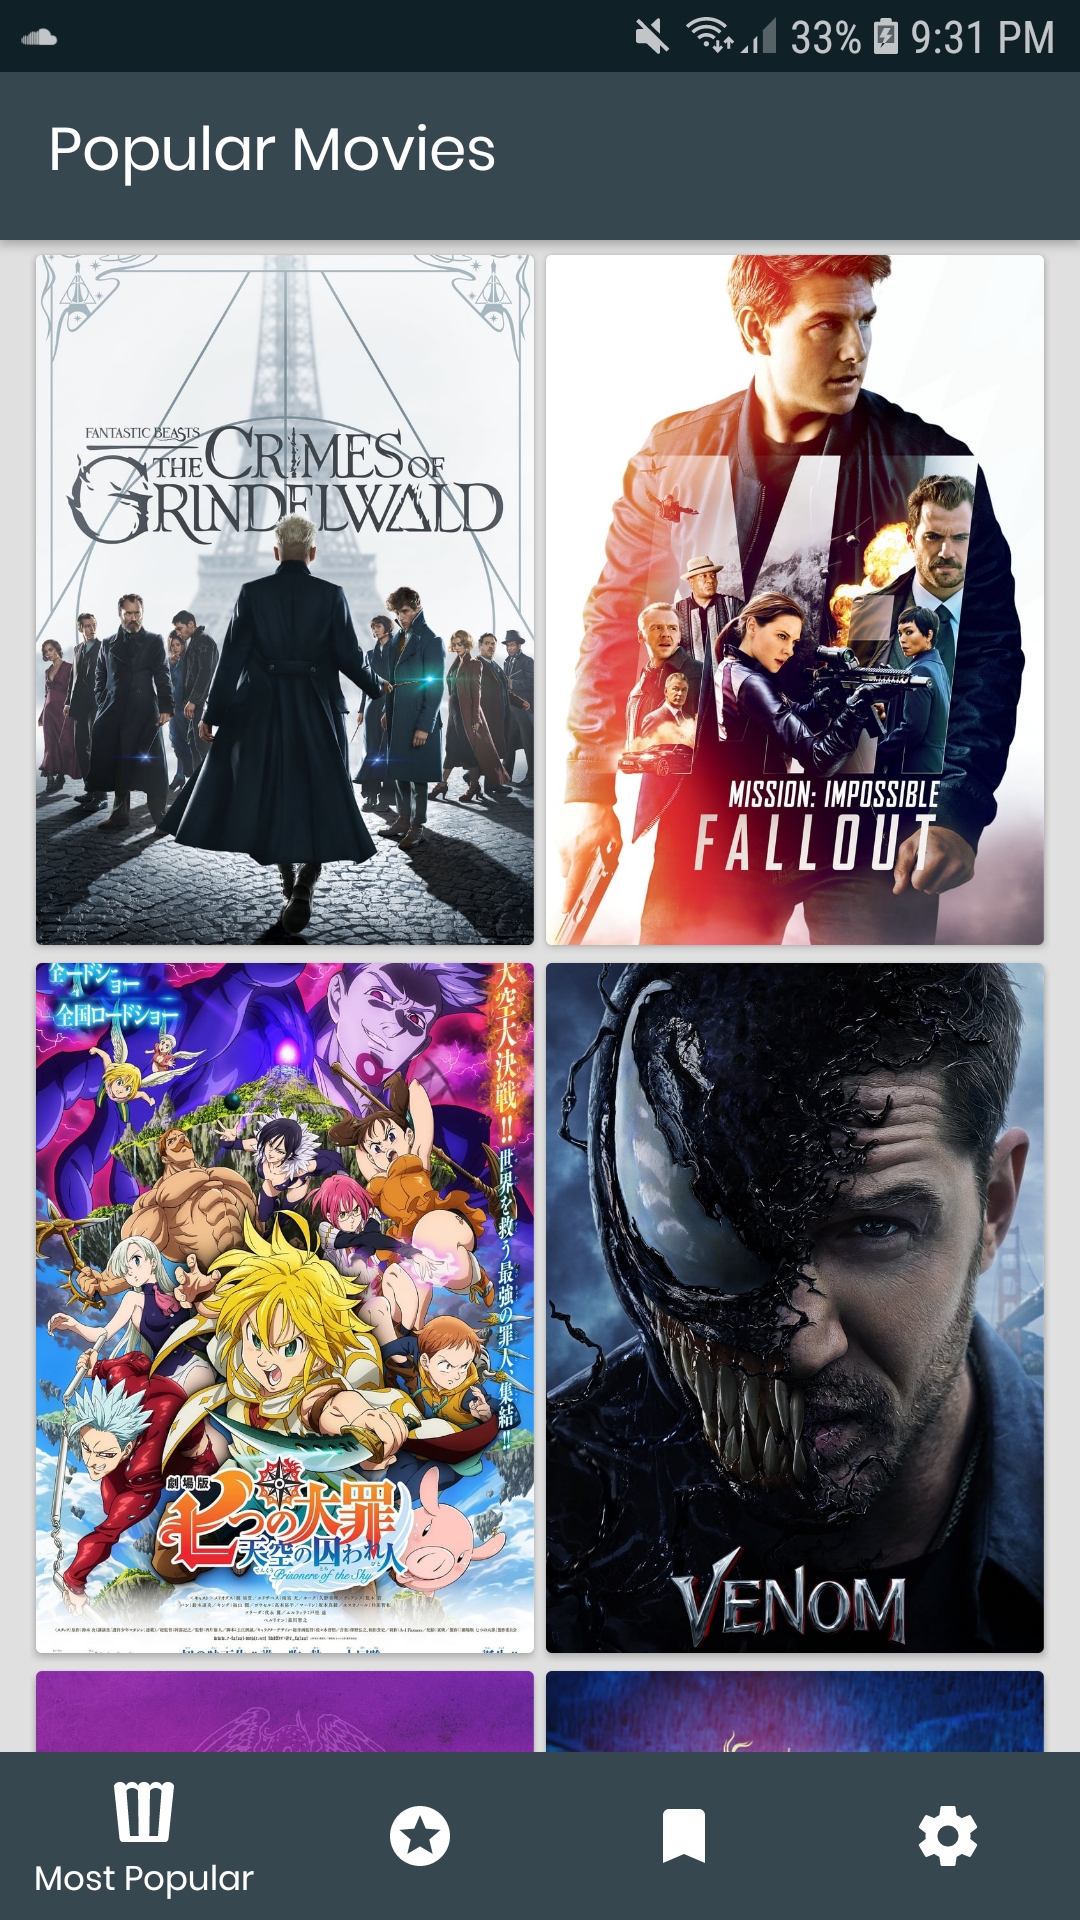 33% 9:31 PM
Popular Movies
FANTASTIC BEASTS
THE CRIMES OF
GRINDELWALD
MISSION: IMPOSSIBLE
FALLOUT
全国ロードショー
天空大決戦!!
世界を救う最強の罪人、集結!!
劇場版
七つの大罪
天空の囚われ人
Prisoners of the Sky
VENOM
Most Popular